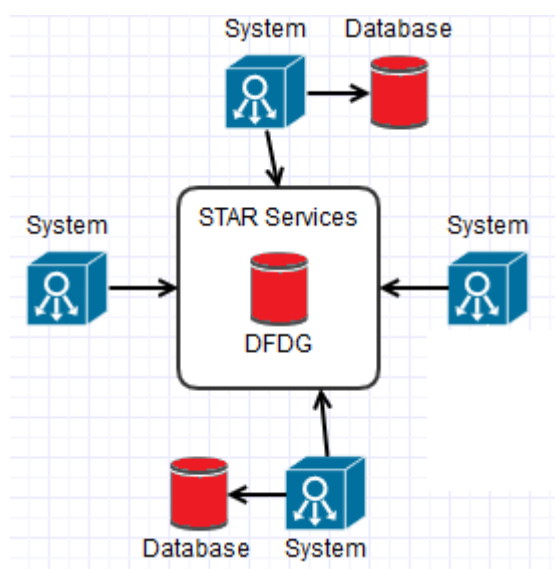 System
Database
STAR Services
System
System
DFDG
Database
System